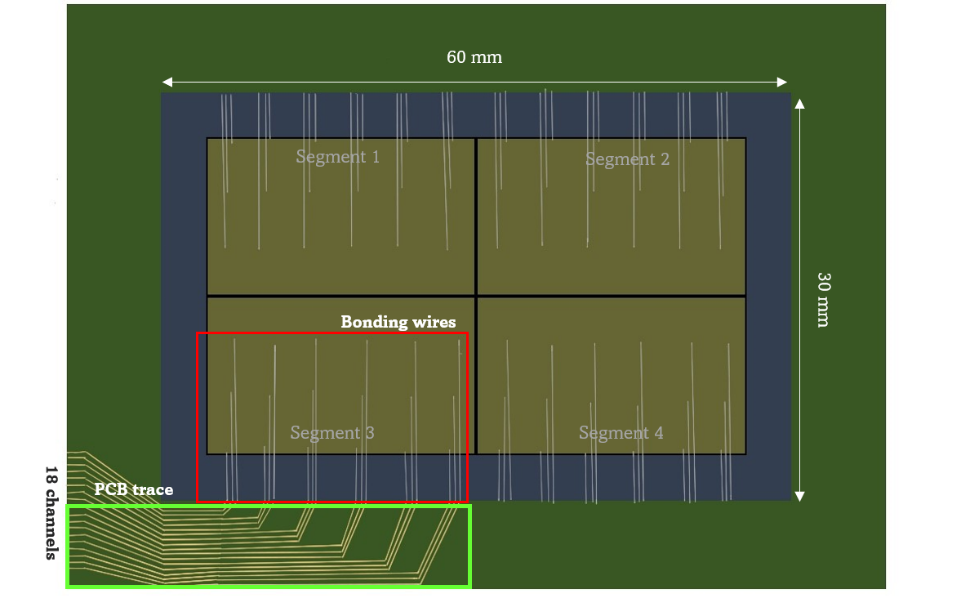 60 mm
Segment 1
Segment 2
30 mm
Bonding wires
Segment 3
Segment 4
PCB trace
18 channels